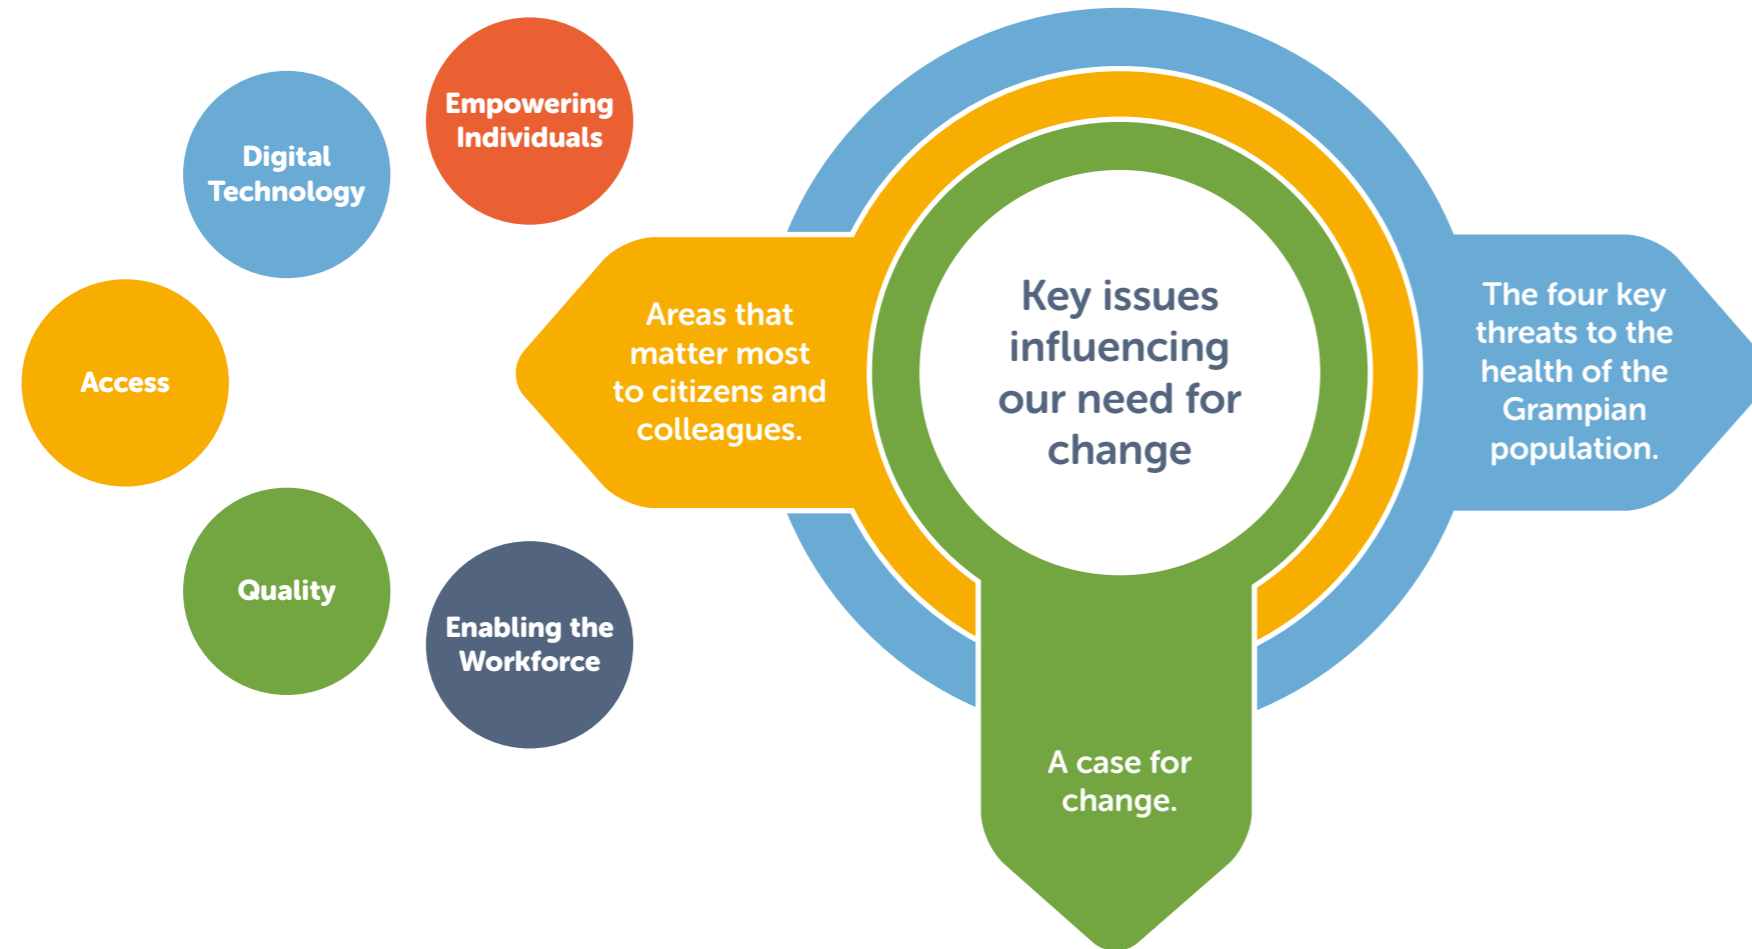 Empowering
Individuals
Digital
Technology
Access
Quality
Enabling the
Workforce
Areas that
matter most
to citizens and
colleagues.
Key issues
influencing
our need for
change
The four key
threats to the
health of the
Grampian
population.
A case for
change.